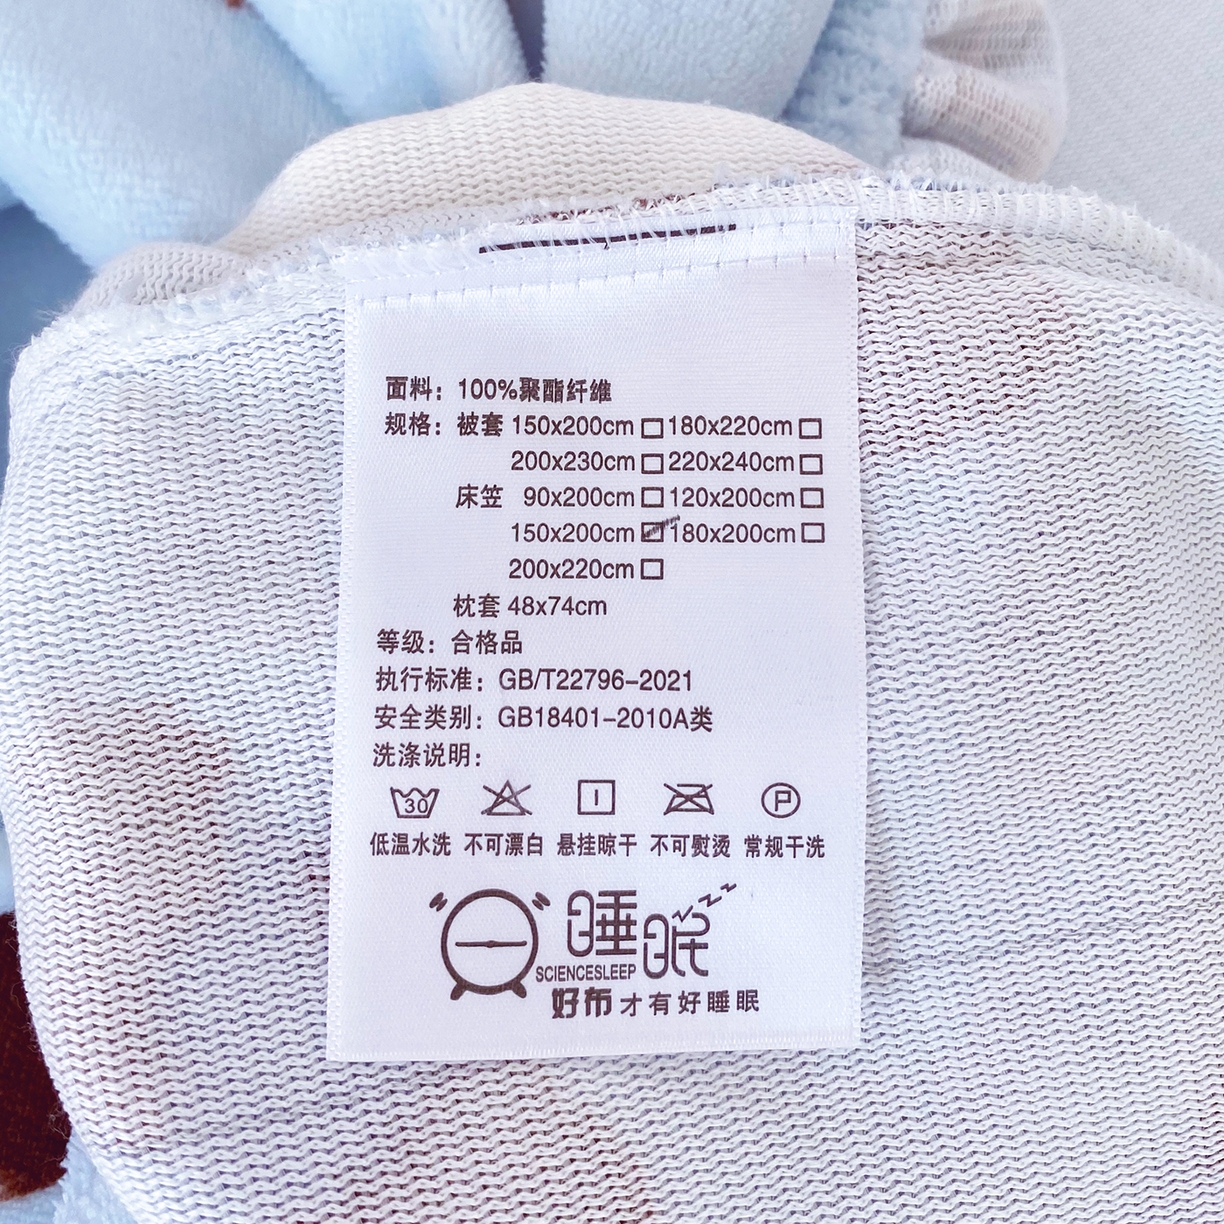 面料：100%聚酯纤維
规格：被套 150x200cm □ 180x220cm □
200x230cm □ 220x240cm □
床笠 90x200cm □ 120x200cm □
150x200cm ☑ 180x200cm □
200x220cm □
枕套 48x74cm
等级：合格品
执行标准：GB/T22796-2021
安全类别：GB18401-2010A类
洗涤说明：
30 P
低温水洗 不可漂白 悬挂晾干 不可熨烫 常规干洗
睡眠
SCIENCESLEEP
好布才有好睡眠